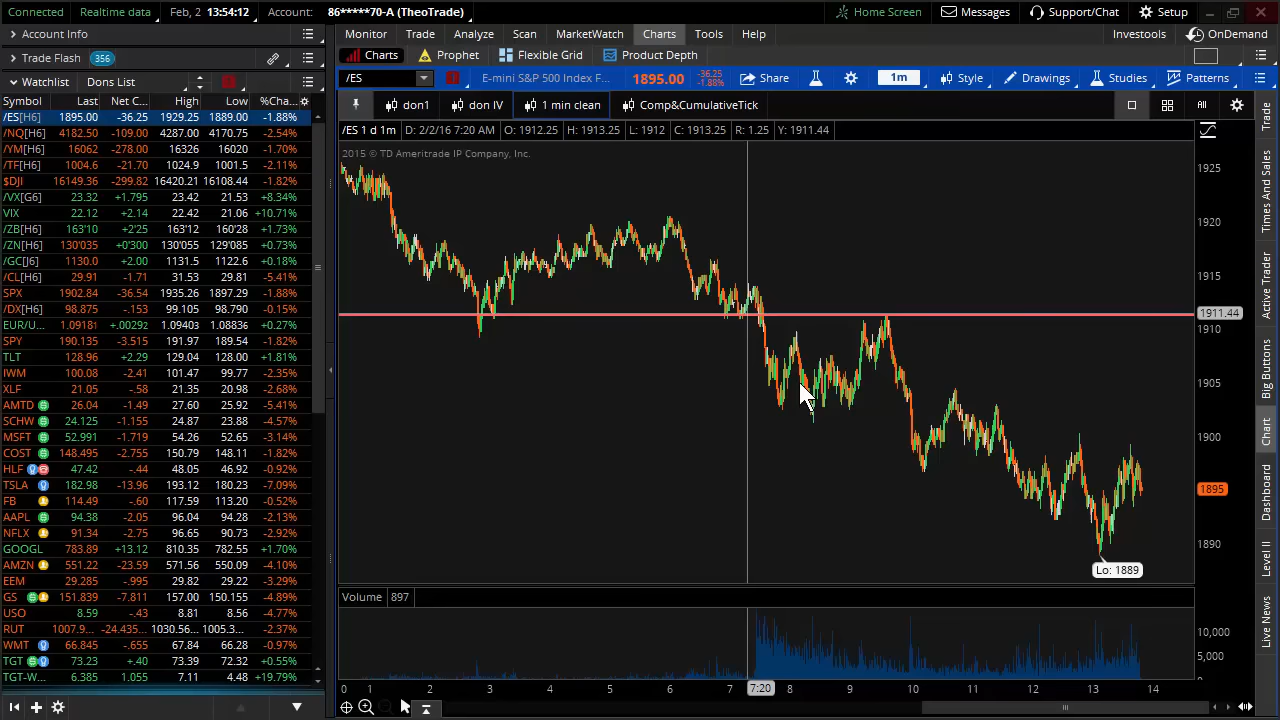 Connected Realtime data Feb, 2 13:54:12 Account: 86*****70-A (TheoTrade) Home Screen Messages Support/Chat Setup
Account Info
Trade Flash 356
Watchlist Dons List
Symbol Last Net C... High Low %Cha...
/ES[H6] 1895.00 -36.25 1929.25 1889.00 -1.88%
/NQ[H6] 4182.50 -109.00 4287.00 4170.75 -2.54%
/YM[H6] 16062 -278.00 16326 16020 -1.70%
/TF[H6] 1004.6 -21.70 1024.9 1001.5 -2.11%
$DJI 16149.36 -299.82 16420.21 16108.44 -1.82%
/VX[G6] 23.32 +1.795 23.42 21.53 +8.34%
VIX 22.12 +2.14 22.42 21.06 +10.71%
/ZB[H6] 163'10 +2'25 163'12 160'28 +1.73%
/ZN[H6] 130'035 +0'300 130'055 129'085 +0.73%
/GC[J6] 1130.0 +2.00 1131.5 1122.6 +0.18%
/CL[H6] 29.91 -1.71 31.53 29.81 -5.41%
SPX 1902.84 -36.54 1935.26 1897.29 -1.88%
/DX[H6] 98.875 -.153 99.105 98.790 -0.15%
EUR/U... 1.09181 +.00292 1.09403 1.08836 +0.27%
SPY 190.135 -3.515 191.97 189.54 -1.82%
TLT 128.96 +2.29 129.04 128.00 +1.81%
IWM 100.08 -2.41 101.47 99.77 -2.35%
XLF 21.05 -.58 21.35 20.98 -2.68%
AMTD 26.04 -1.49 27.60 25.92 -5.41%
SCHW 24.125 -1.155 24.87 23.88 -4.57%
MSFT 52.991 -1.719 54.26 52.65 -3.14%
COST 148.495 -2.755 150.79 148.11 -1.82%
HLF 47.42 -.44 48.05 46.92 -0.92%
TSLA 182.98 -13.96 193.12 180.23 -7.09%
FB 114.49 -.60 117.59 113.20 -0.52%
AAPL 94.38 -2.05 96.04 94.28 -2.13%
NFLX 91.34 -2.75 96.65 90.73 -2.92%
GOOGL 783.89 +13.12 810.35 782.55 +1.70%
AMZN 551.22 -23.59 571.56 550.09 -4.10%
EEM 29.285 -.995 29.82 29.22 -3.29%
GS 151.839 -7.811 157.00 150.155 -4.89%
USO 8.59 -.43 8.81 8.56 -4.77%
RUT 1007.9... -24.435... 1030.56... 1005.3... -2.37%
WMT 66.845 -.655 67.84 66.28 -0.97%
TGT 73.23 +.40 73.39 72.32 +0.55%
TGT-W... 6.385 1.055 7.11 4.48 +19.79%
Monitor Trade Analyze Scan MarketWatch Charts Tools Help Investools OnDemand
Charts Prophet Flexible Grid Product Depth
/ES E-mini S&P 500 Index F... 1895.00 -36.25 -1.88% Share 1m Style Drawings Studies Patterns
don1 don IV 1 min clean Comp&CumulativeTick All
/ES 1 d 1m D: 2/2/16 7:20 AM O: 1912.25 H: 1913.25 L: 1912 C: 1913.25 R: 1.25 Y: 1911.44
2015 © TD Ameritrade IP Company, Inc.
1925
1920
1915
1911.44
1910
1905
1900
1895
1890
Lo: 1889
Volume 897
10,000
5,000
0
0 1 2 3 4 5 6 7 7:20 8 9 10 11 12 13 14
Trade
Times And Sales
Active Trader
Big Buttons
Chart
Dashboard
Level II
Live News